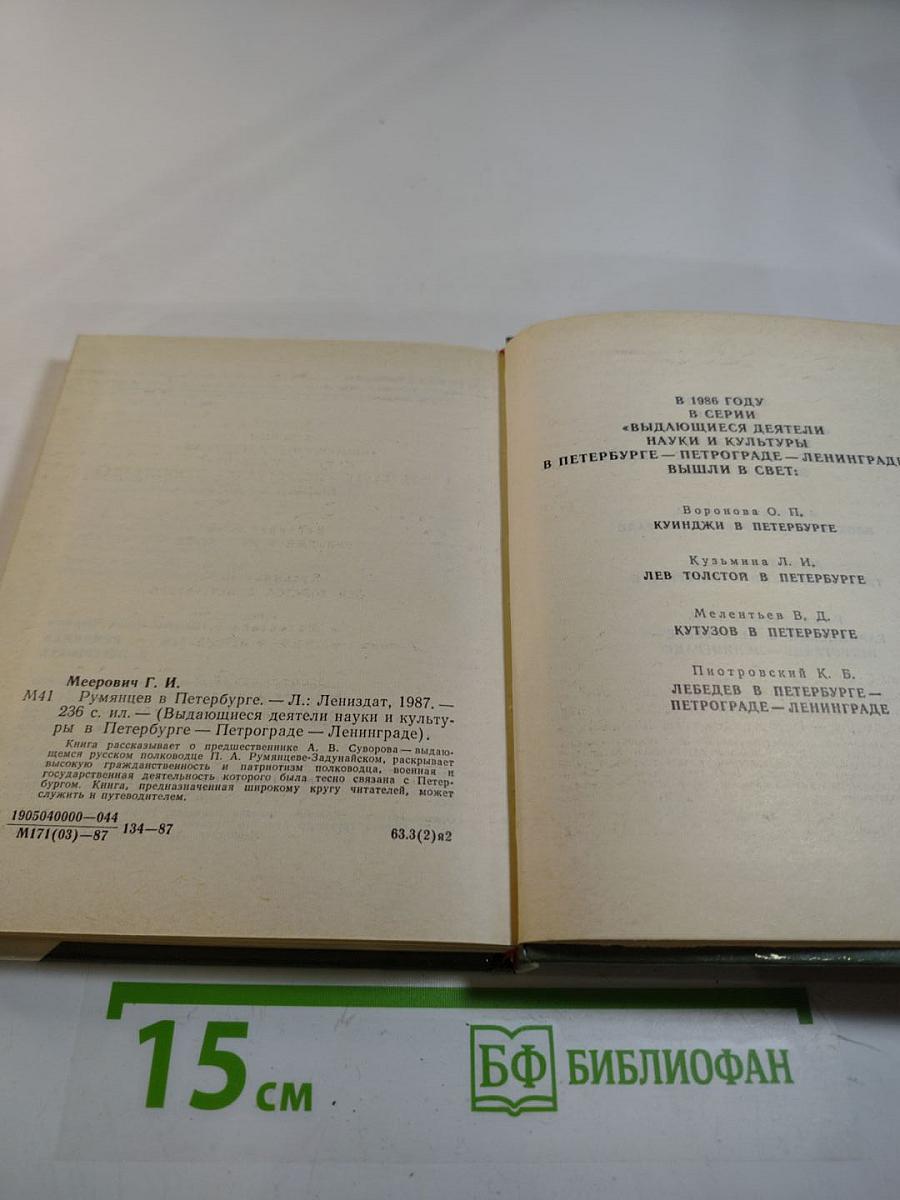 Меерович Г. И.
М41 Румянцев в Петербурге. — Л.: Лениздат, 1987. —
236 с. ил. — (Выдающиеся деятели науки и культу-
ры в Петербурге — Петрограде — Ленинграде).
Книга рассказывает о предшественнике А. В. Суворова — выдаю-
щемся русском полководце П. А. Румянцеве-Задунайском, раскрывает
высокую гражданственность и патриотизм полководца, военная и
государственная деятельность которого была тесно связана с Петер-
бургом. Книга, предназначенная широкому кругу читателей, может
служить и путеводителем.
1905040000—044
М171(03)—87
134—87
63.3(2)я2
В 1986 ГОДУ
В СЕРИИ
«ВЫДАЮЩИЕСЯ ДЕЯТЕЛИ
НАУКИ И КУЛЬТУРЫ
В ПЕТЕРБУРГЕ — ПЕТРОГРАДЕ — ЛЕНИНГРАДЕ
ВЫШЛИ В СВЕТ:
Воронова О. П.
КУИНДЖИ В ПЕТЕРБУРГЕ
Кузьмина Л. И.
ЛЕВ ТОЛСТОЙ В ПЕТЕРБУРГЕ
Мелентьев В. Д.
КУТУЗОВ В ПЕТЕРБУРГЕ
Пиотровский К. Б.
ЛЕБЕДЕВ В ПЕТЕРБУРГЕ —
ПЕТРОГРАДЕ — ЛЕНИНГРАДЕ
15 см
БФ БИБЛИОФАН